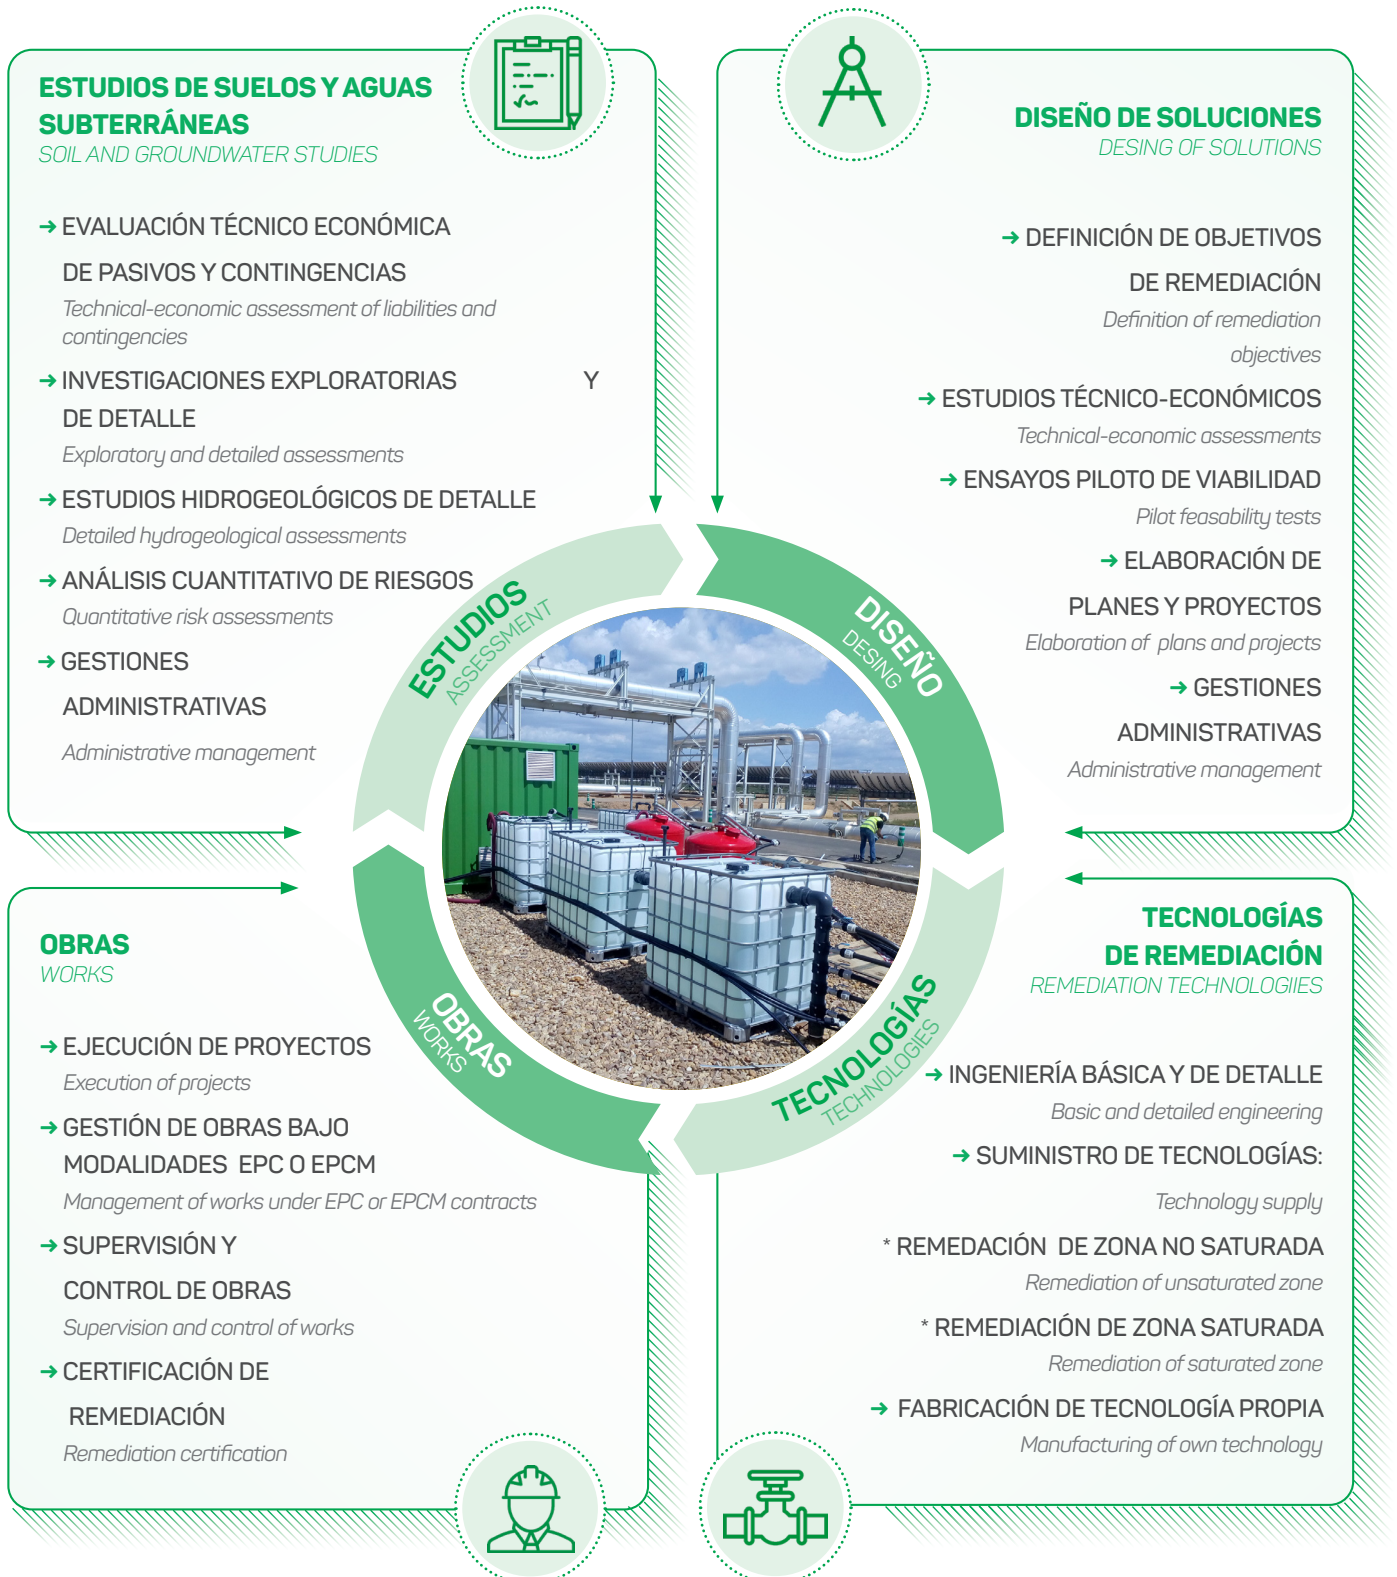 ESTUDIOS DE SUELOS Y AGUAS
SUBTERRÁNEAS
SOIL AND GROUNDWATER STUDIES
→ EVALUACIÓN TÉCNICO ECONÓMICA
DE PASIVOS Y CONTINGENCIAS
Technical-economic assessment of liabilities and
contingencies
→ INVESTIGACIONES EXPLORATORIAS Y
DE DETALLE
Exploratory and detailed assessments
→ ESTUDIOS HIDROGEOLÓGICOS DE DETALLE
Detailed hydrogeological assessments
→ ANÁLISIS CUANTITATIVO DE RIESGOS
Quantitative risk assessments
→ GESTIONES
ADMINISTRATIVAS
Administrative management
DISEÑO DE SOLUCIONES
DESING OF SOLUTIONS
→ DEFINICIÓN DE OBJETIVOS
DE REMEDIACIÓN
Definition of remediation
objectives
→ ESTUDIOS TÉCNICO-ECONÓMICOS
Technical-economic assessments
→ ENSAYOS PILOTO DE VIABILIDAD
Pilot feasability tests
→ ELABORACIÓN DE
PLANES Y PROYECTOS
Elaboration of plans and projects
→ GESTIONES
ADMINISTRATIVAS
Administrative management
ESTUDIOS
ASSESSMENT
DISEÑO
DESING
OBRAS
WORKS
TECNOLOGÍAS
TECHNOLOGIES
OBRAS
WORKS
→ EJECUCIÓN DE PROYECTOS
Execution of projects
→ GESTIÓN DE OBRAS BAJO
MODALIDADES EPC O EPCM
Management of works under EPC or EPCM contracts
→ SUPERVISIÓN Y
CONTROL DE OBRAS
Supervision and control of works
→ CERTIFICACIÓN DE
REMEDIACIÓN
Remediation certification
TECNOLOGÍAS
DE REMEDIACIÓN
REMEDIATION TECHNOLOGIIES
→ INGENIERÍA BÁSICA Y DE DETALLE
Basic and detailed engineering
→ SUMINISTRO DE TECNOLOGÍAS:
Technology supply
* REMEDACIÓN DE ZONA NO SATURADA
Remediation of unsaturated zone
* REMEDIACIÓN DE ZONA SATURADA
Remediation of saturated zone
→ FABRICACIÓN DE TECNOLOGÍA PROPIA
Manufacturing of own technology